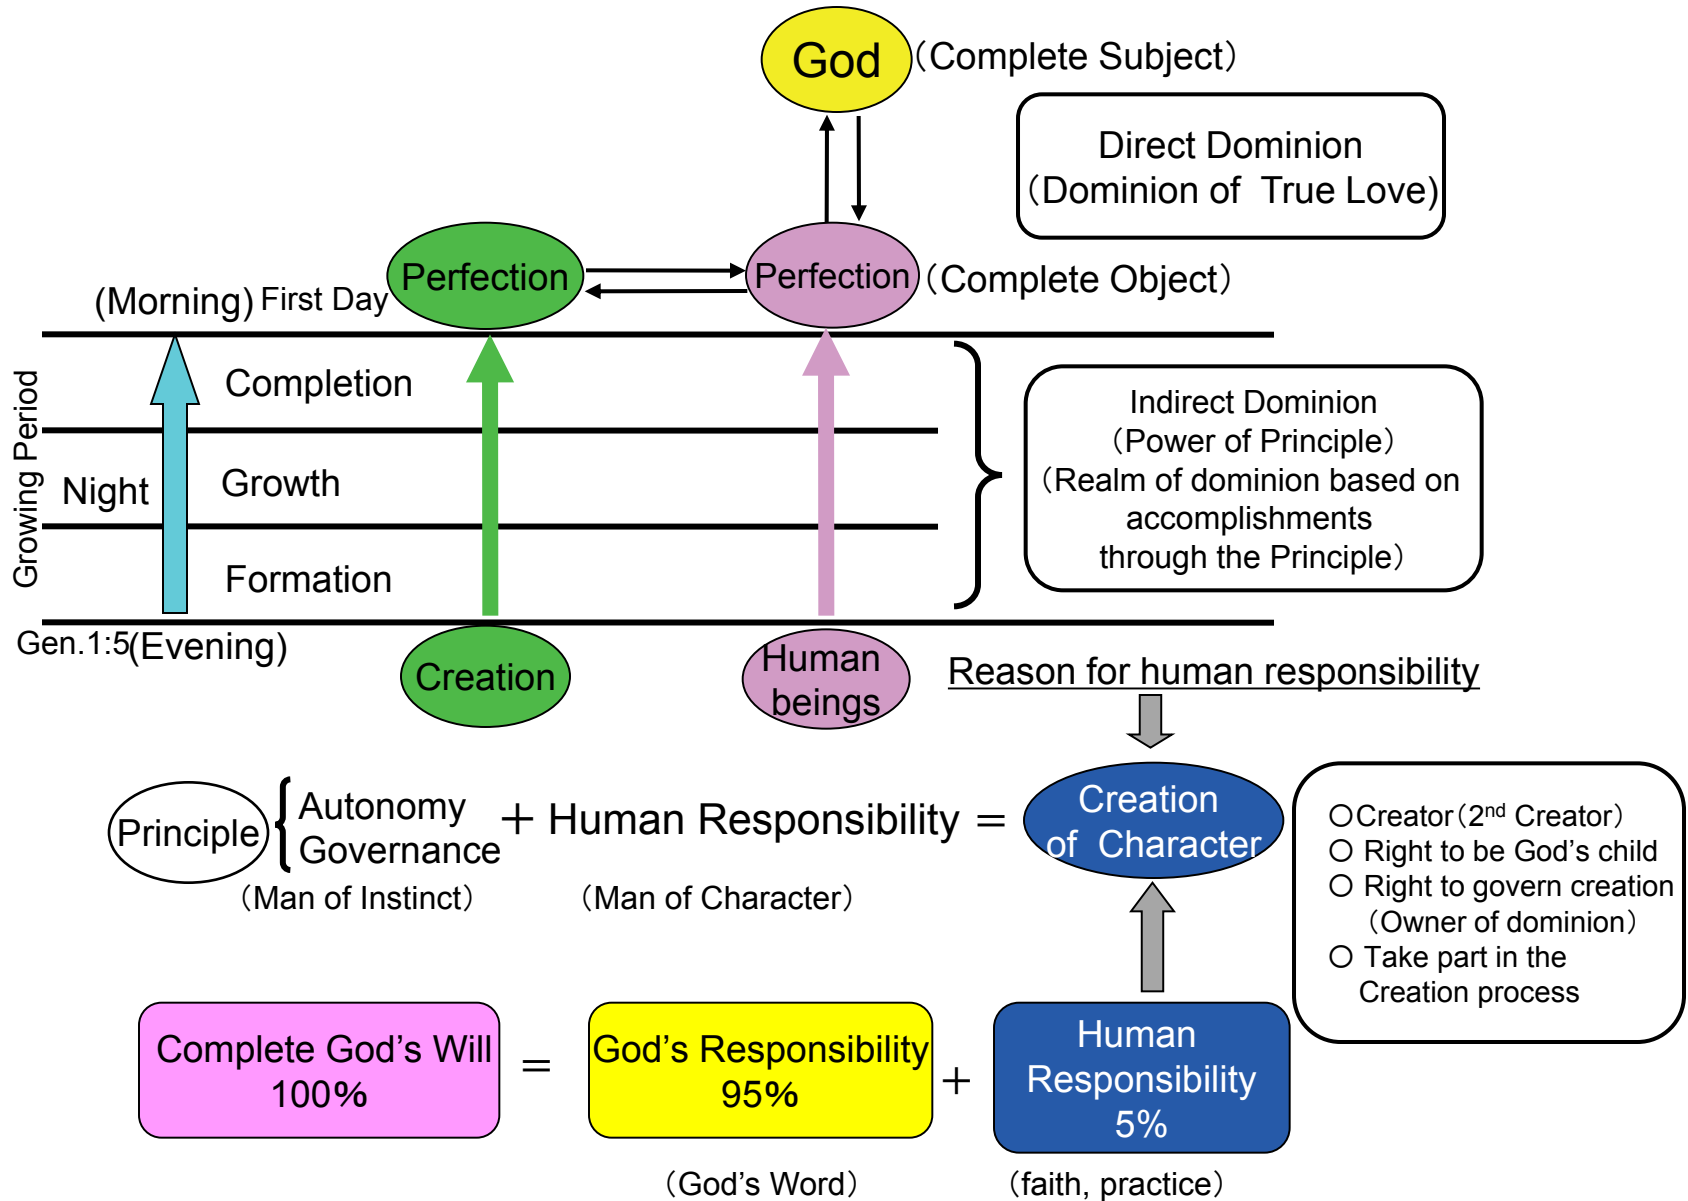 God
（Complete Subject）
Direct Dominion
（Dominion of True Love)
Perfection
Perfection
（Complete Object）
(Morning) First Day
Growing Period
Night
Completion
Growth
Formation
Indirect Dominion
（Power of Principle）
（Realm of dominion based on
accomplishments
through the Principle）
Gen.1:5(Evening)
Creation
Human
beings
Reason for human responsibility
Principle
{
Autonomy
Governance
+ Human Responsibility =
Creation
of Character
（Man of Instinct）
（Man of Character）
○Creator（2nd Creator）
○ Right to be God’s child
○ Right to govern creation
（Owner of dominion）
○ Take part in the
Creation process
Complete God’s Will
100%
=
God’s Responsibility
95%
+
Human
Responsibility
5%
（God’s Word）
（faith, practice）